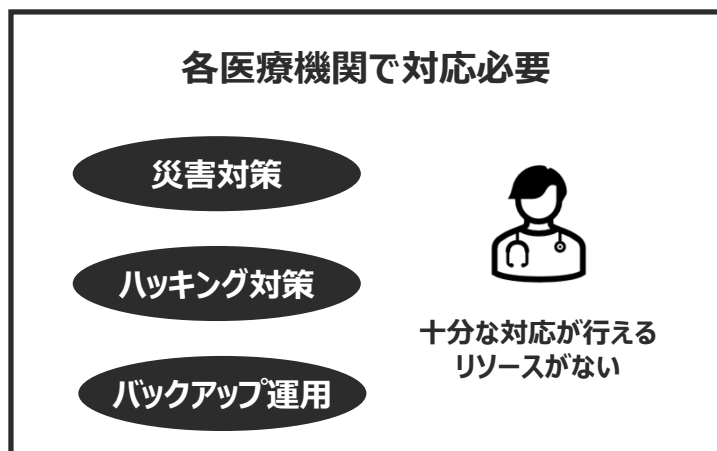 各医療機関で対応必要
災害対策
ハッキング対策
バックアップ運用
十分な対応が行える
リソースがない